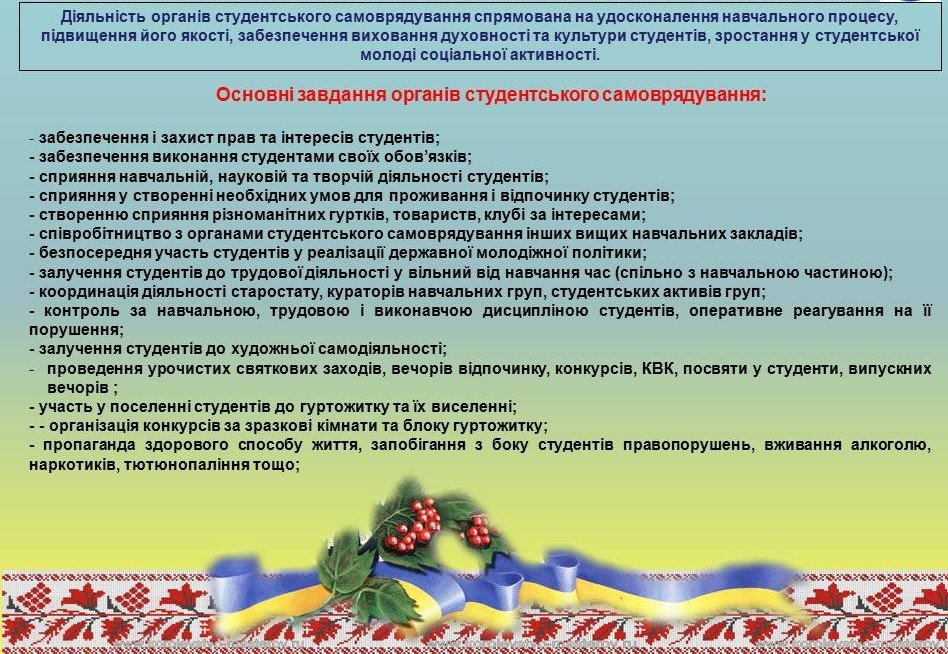 Діяльність органів студентського самоврядування спрямована на удосконалення навчального процесу,
підвищення його якості, забезпечення виховання духовності та культури студентів, зростання у студентської
молоді соціальної активності.
Основні завдання органів студентського самоврядування:
- забезпечення і захист прав та інтересів студентів;
- забезпечення виконання студентами своїх обов’язків;
- сприяння навчальній, науковій та творчій діяльності студентів;
- сприяння у створенні необхідних умов для проживання і відпочинку студентів;
- створенню сприяння різноманітних гуртків, товариств, клубі за інтересами;
- співробітництво з органами студентського самоврядування інших вищих навчальних закладів;
- безпосередня участь студентів у реалізації державної молодіжної політики;
- залучення студентів до трудової діяльності у вільний від навчання час (спільно з навчальною частиною);
- координація діяльності старостату, кураторів навчальних груп, студентських активів груп;
- контроль за навчальною, трудовою і виконавчою дисципліною студентів, оперативне реагування на її
порушення;
- залучення студентів до художньої самодіяльності;
- проведення урочистих святкових заходів, вечорів відпочинку, конкурсів, КВК, посвяти у студенти, випускних
вечорів ;
- участь у поселенні студентів до гуртожитку та їх виселенні;
- - організація конкурсів за зразкові кімнати та блоку гуртожитку;
- пропаганда здорового способу життя, запобігання з боку студентів правопорушень, вживання алкоголю,
наркотиків, тютюнопаління тощо;